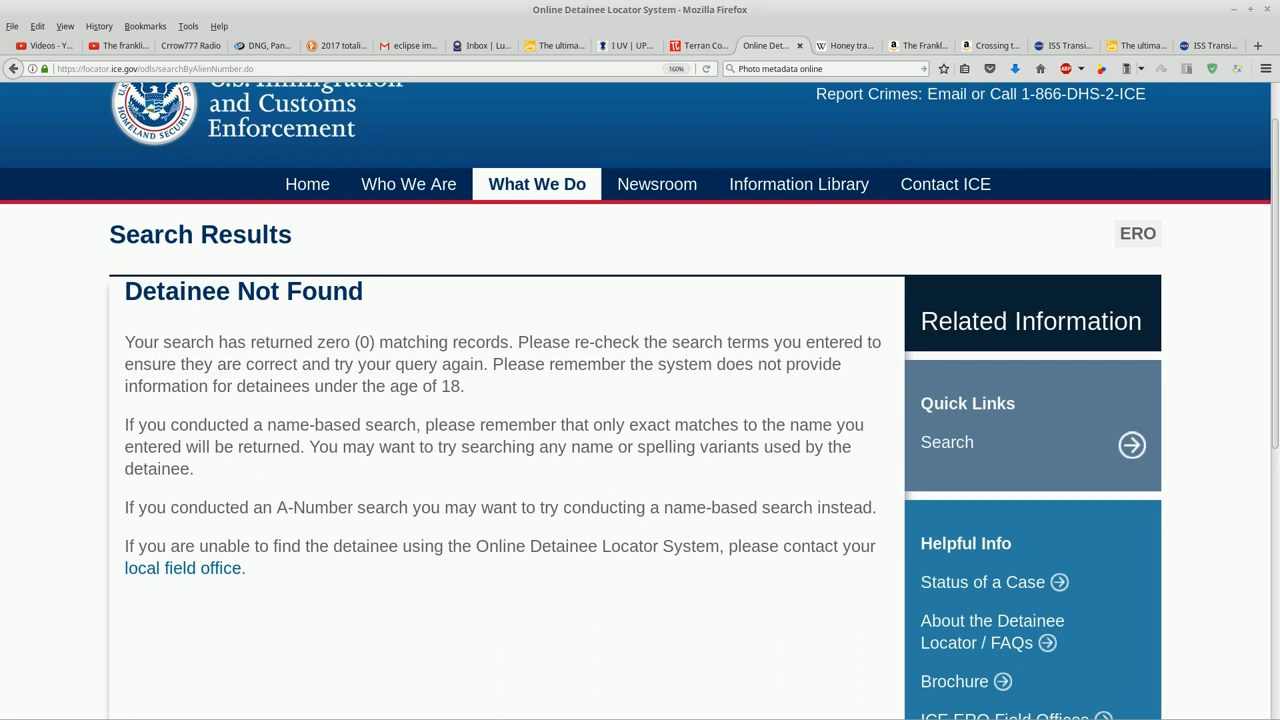 Online Detainee Locator System - Mozilla Firefox
File Edit View History Bookmarks Tools Help
Videos - Y... The frankli... Crrow777 Radio DNG, Pan... 2017 totali... eclipse im... Inbox | Lu... The ultima... I UV | UP... Terran Co... Online Det... Honey tra... The Frankl... Crossing t... ISS Transi... The ultima... ISS Transi...
https://locator.ice.gov/odls/searchByAlienNumber.do 160% Photo metadata online
U.S. Immigration
and Customs
Enforcement
HOMELAND SECURITY
Report Crimes: Email or Call 1-866-DHS-2-ICE
Home Who We Are What We Do Newsroom Information Library Contact ICE
Search Results
ERO
Detainee Not Found
Your search has returned zero (0) matching records. Please re-check the search terms you entered to
ensure they are correct and try your query again. Please remember the system does not provide
information for detainees under the age of 18.
If you conducted a name-based search, please remember that only exact matches to the name you
entered will be returned. You may want to try searching any name or spelling variants used by the
detainee.
If you conducted an A-Number search you may want to try conducting a name-based search instead.
If you are unable to find the detainee using the Online Detainee Locator System, please contact your
local field office.
Related Information
Quick Links
Search
Helpful Info
Status of a Case
About the Detainee
Locator / FAQs
Brochure
ICE ERO Field Offices